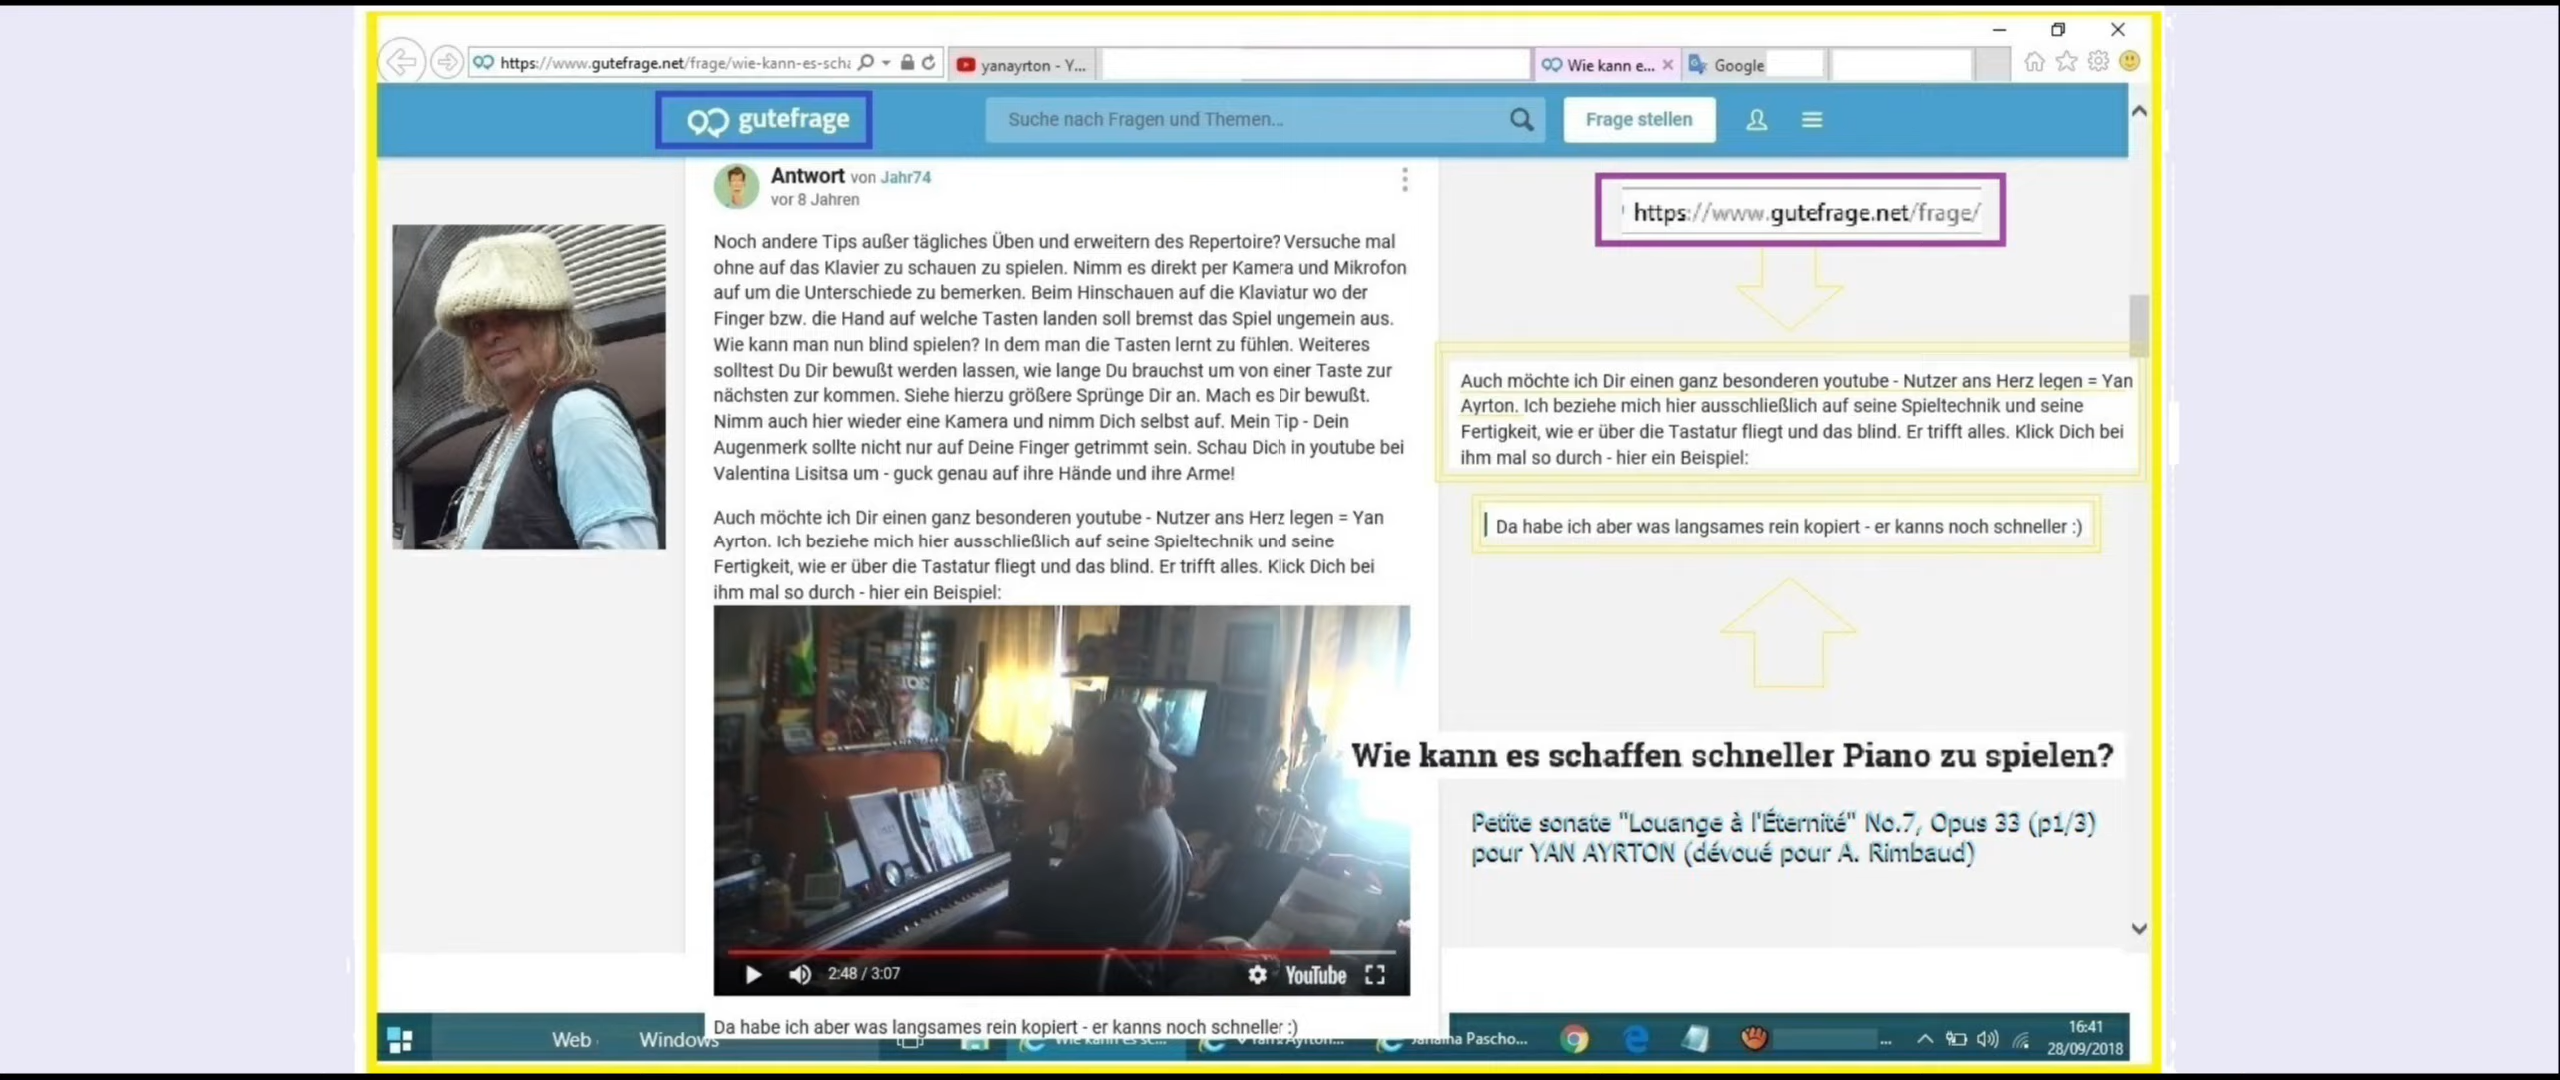 https://www.gutefrage.net/frage/wie-kann-es-scha
yanayrton - Y...
Wie kann e...
Google
gutefrage
Suche nach Fragen und Themen...
Frage stellen
Antwort von Jahr74
vor 8 Jahren
Noch andere Tips außer tägliches Üben und erweitern des Repertoire? Versuche mal
ohne auf das Klavier zu schauen zu spielen. Nimm es direkt per Kamera und Mikrofon
auf um die Unterschiede zu bemerken. Beim Hinschauen auf die Klaviatur wo der
Finger bzw. die Hand auf welche Tasten landen soll bremst das Spiel ungemein aus.
Wie kann man nun blind spielen? In dem man die Tasten lernt zu fühlen. Weiteres
solltest Du Dir bewußt werden lassen, wie lange Du brauchst um von einer Taste zur
nächsten zur kommen. Siehe hierzu größere Sprünge Dir an. Mach es Dir bewußt.
Nimm auch hier wieder eine Kamera und nimm Dich selbst auf. Mein Tip - Dein
Augenmerk sollte nicht nur auf Deine Finger getrimmt sein. Schau Dich in youtube bei
Valentina Lisitsa um - guck genau auf ihre Hände und ihre Arme!
Auch möchte ich Dir einen ganz besonderen youtube - Nutzer ans Herz legen = Yan
Ayrton. Ich beziehe mich hier ausschließlich auf seine Spieltechnik und seine
Fertigkeit, wie er über die Tastatur fliegt und das blind. Er trifft alles. Klick Dich bei
ihm mal so durch - hier ein Beispiel:
2:48 / 3:07
YouTube
Da habe ich aber was langsames rein kopiert - er kanns noch schneller :)
https://www.gutefrage.net/frage/
Auch möchte ich Dir einen ganz besonderen youtube - Nutzer ans Herz legen = Yan
Ayrton. Ich beziehe mich hier ausschließlich auf seine Spieltechnik und seine
Fertigkeit, wie er über die Tastatur fliegt und das blind. Er trifft alles. Klick Dich bei
ihm mal so durch - hier ein Beispiel:
Da habe ich aber was langsames rein kopiert - er kanns noch schneller :)
Wie kann es schaffen schneller Piano zu spielen?
Petite sonate "Louange à l'Éternité" No.7, Opus 33 (p1/3)
pour YAN AYRTON (dévoué pour A. Rimbaud)
Web
Windows
Wie kann es sc...
Ayrton...
Janaina Pascho...
16:41
28/09/2018